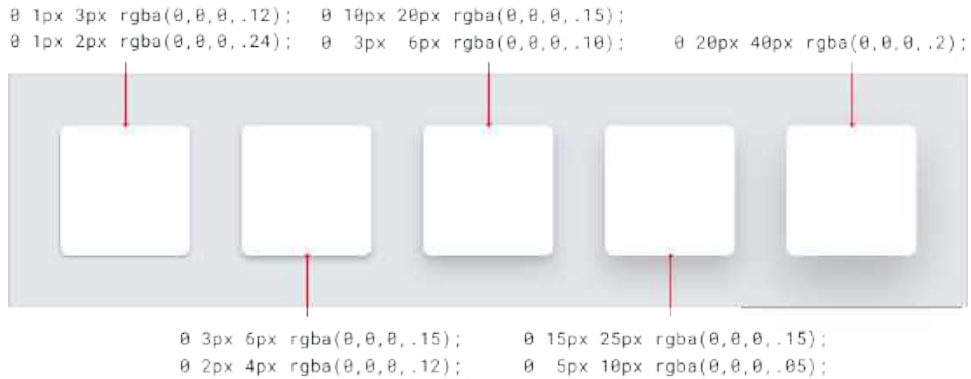 0 1px 3px rgba(0,0,0,.12);
0 1px 2px rgba(0,0,0,.24);
0 10px 20px rgba(0,0,0,.15);
0 3px 6px rgba(0,0,0,.10);
0 20px 40px rgba(0,0,0,.2);
0 3px 6px rgba(0,0,0,.15);
0 2px 4px rgba(0,0,0,.12);
0 15px 25px rgba(0,0,0,.15);
0 5px 10px rgba(0,0,0,.05);